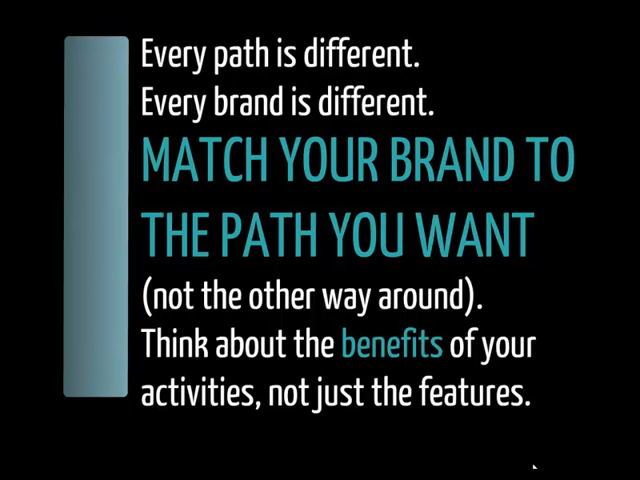 Every path is different.
Every brand is different.
MATCH YOUR BRAND TO
THE PATH YOU WANT
(not the other way around).
Think about the benefits of your
activities, not just the features.